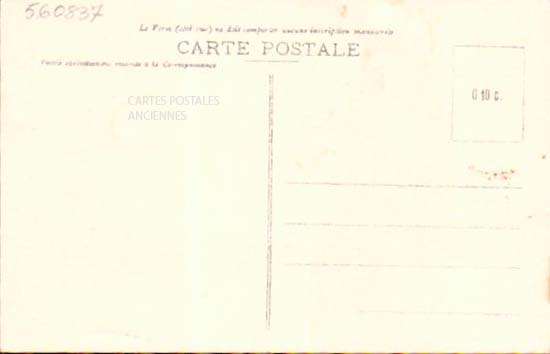 560837
Le Verso (côté vue) ne doit comporter aucune inscription manuscrite
CARTE POSTALE
Partie exclusivement réservée à la Correspondance
0 10 c.
CARTES POSTALES
ANCIENNES